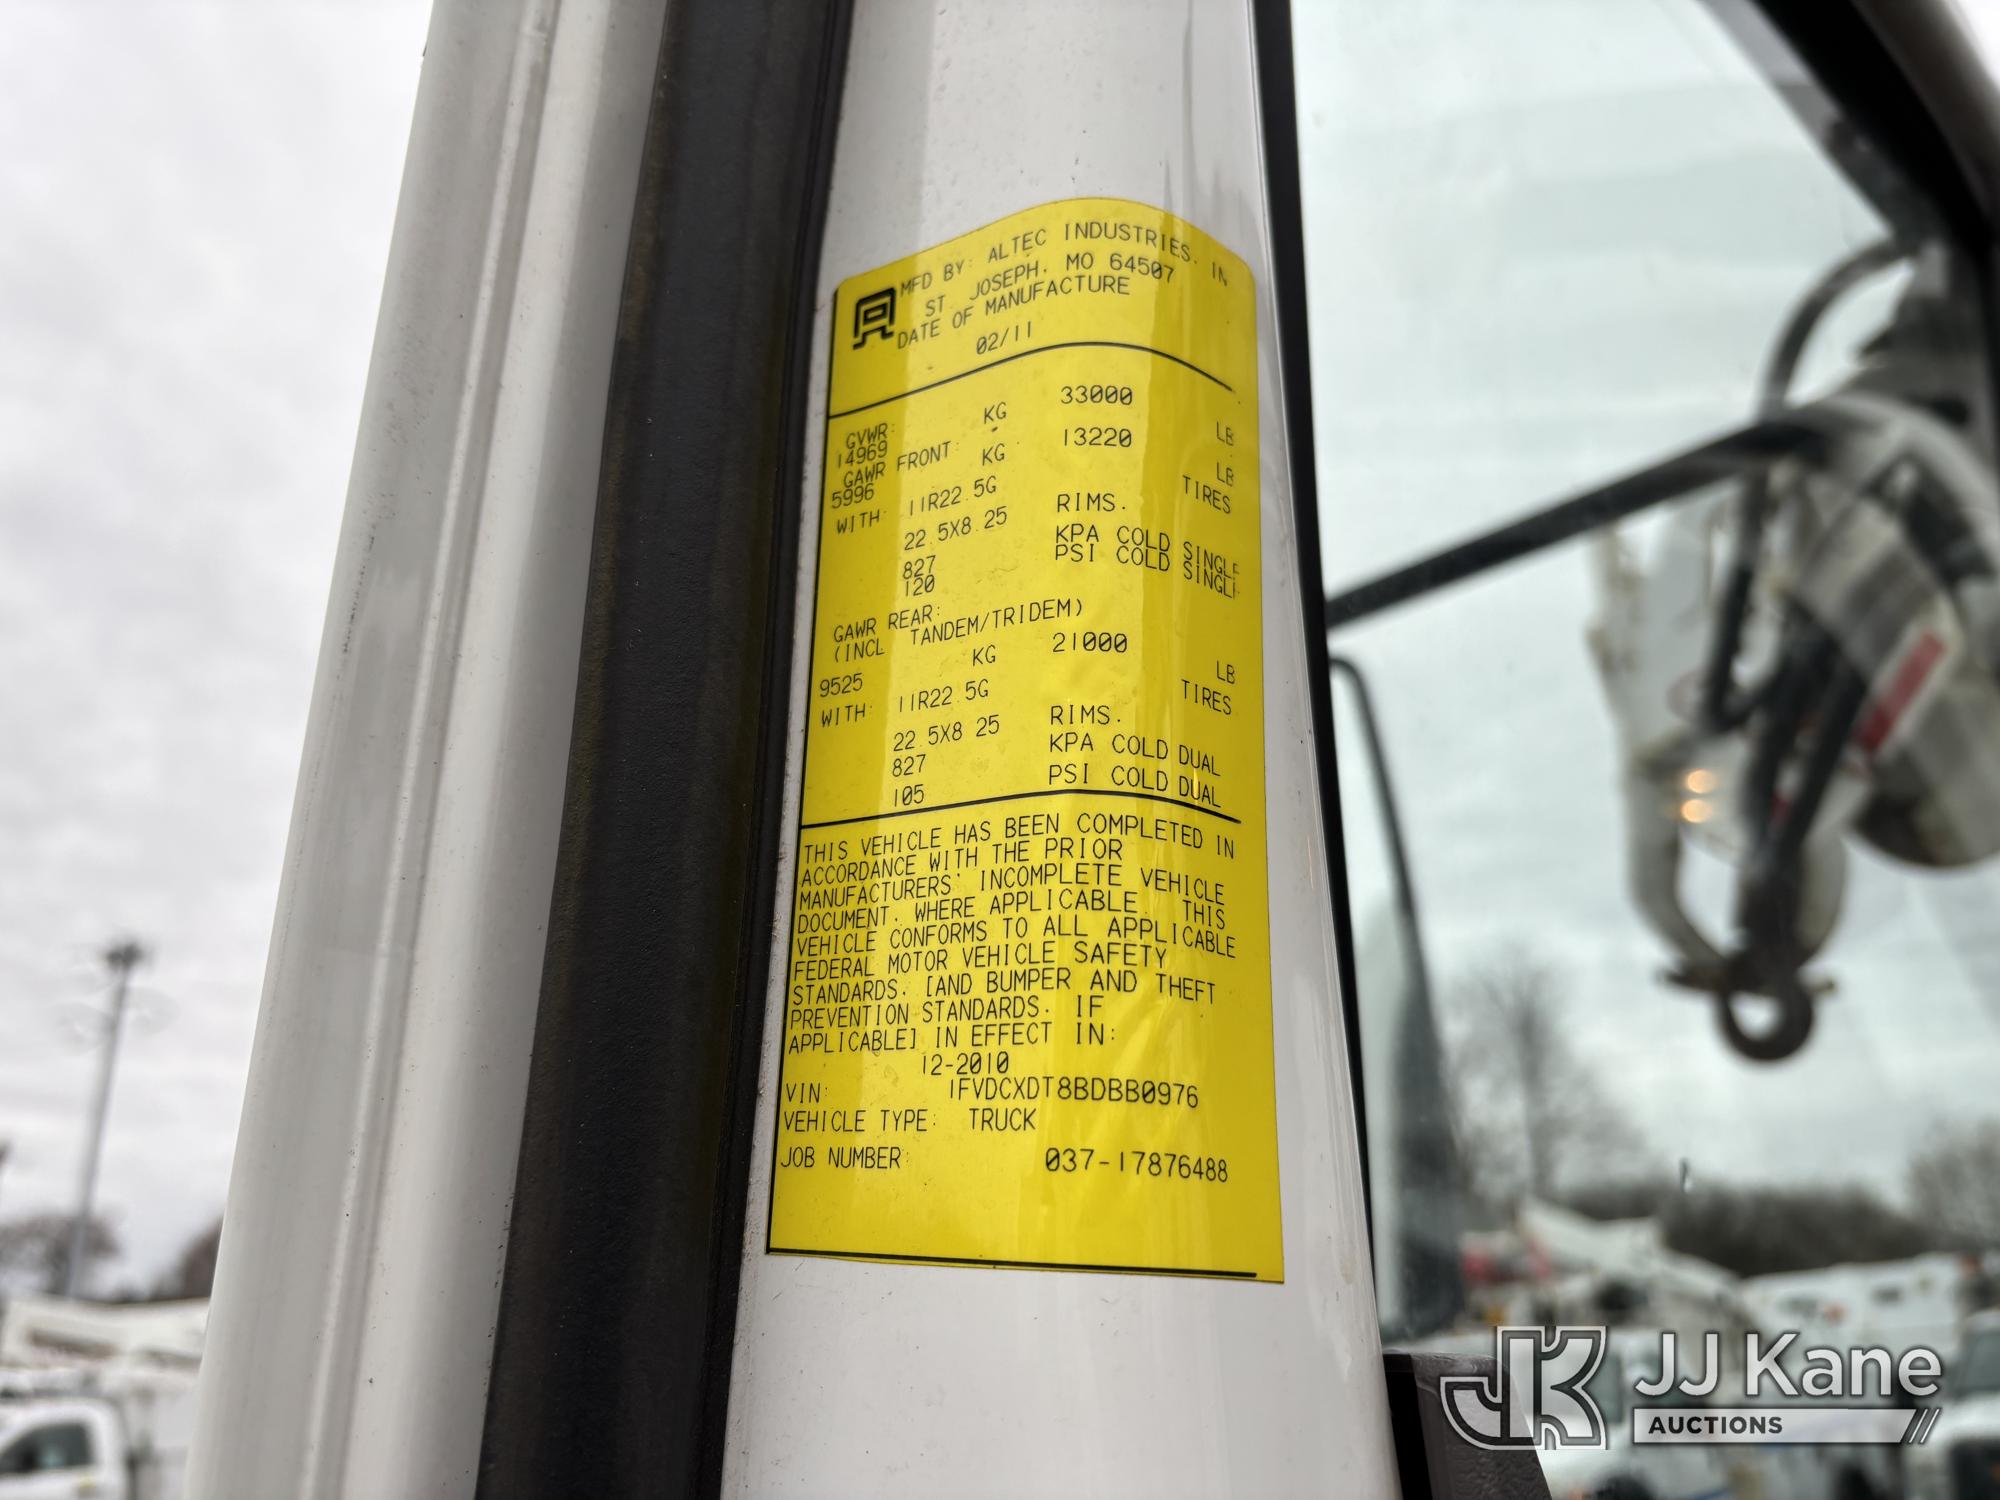 MFD BY: ALTEC INDUSTRIES, IN
ST. JOSEPH, MO 64507
DATE OF MANUFACTURE
02/11
GVWR:
14969 KG 33000 LB
GAWR FRONT:
5996 KG 13220 LB
WITH: 11R22.5G TIRES
22.5X8.25 RIMS.
827 KPA COLD SINGLE
120 PSI COLD SINGLE
GAWR REAR:
(INCL TANDEM/TRIDEM)
9525 KG 21000 LB
WITH: 11R22.5G TIRES
22.5X8.25 RIMS.
827 KPA COLD DUAL
105 PSI COLD DUAL
THIS VEHICLE HAS BEEN COMPLETED IN
ACCORDANCE WITH THE PRIOR
MANUFACTURERS' INCOMPLETE VEHICLE
DOCUMENT, WHERE APPLICABLE. THIS
VEHICLE CONFORMS TO ALL APPLICABLE
FEDERAL MOTOR VEHICLE SAFETY
STANDARDS, [AND BUMPER AND THEFT
PREVENTION STANDARDS, IF
APPLICABLE] IN EFFECT IN:
12-2010
VIN: 1FVDCXDT8BDBB0976
VEHICLE TYPE: TRUCK
JOB NUMBER: 037-17876488
JK JJ Kane
AUCTIONS